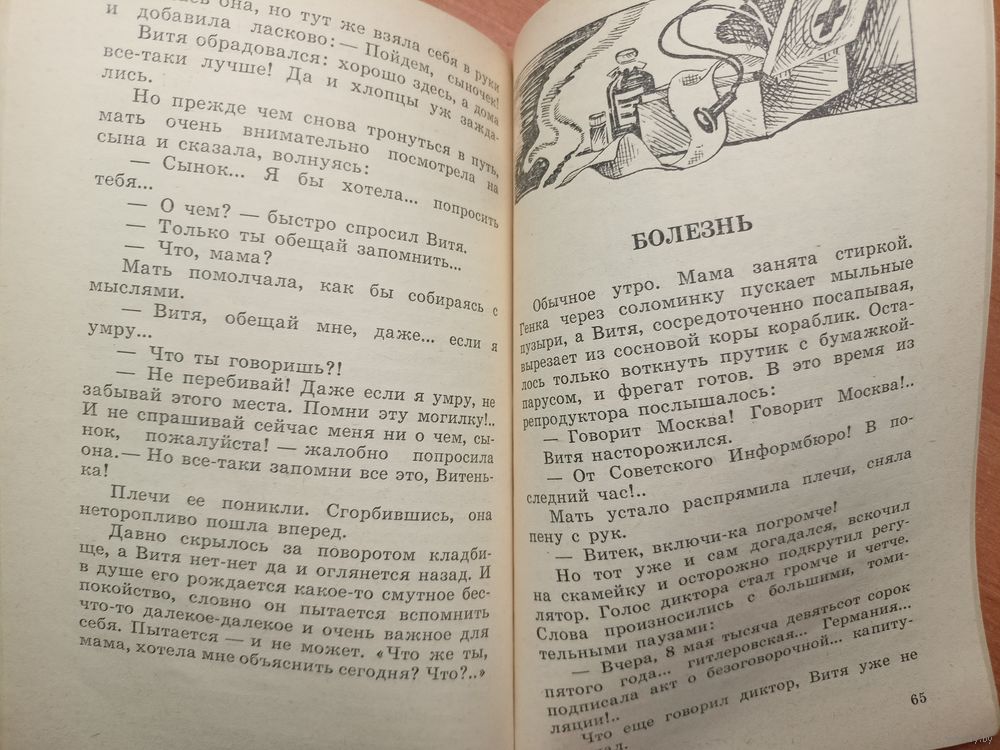 она, но тут же взяла себя в руки
и добавила ласково: — Пойдем, сыночек!
Витя обрадовался: хорошо здесь, а дома
все-таки лучше! Да и хлопцы уж зажда-
лись.
Но прежде чем снова тронуться в путь,
мать очень внимательно посмотрела на
сына и сказала, волнуясь:
— Сынок... Я бы хотела... попросить
тебя...
— О чем? — быстро спросил Витя.
— Только ты обещай запомнить...
— Что, мама?
Мать помолчала, как бы собираясь с
мыслями.
— Витя, обещай мне, даже... если я
умру...
— Что ты говоришь?!
— Не перебивай! Даже если я умру, не
забывай этого места. Помни эту могилку!..
И не спрашивай сейчас меня ни о чем, сы-
нок, пожалуйста! — жалобно попросила
она.— Но все-таки запомни все это, Витень-
ка!
Плечи ее поникли. Сгорбившись, она
неторопливо пошла вперед.
Давно скрылось за поворотом кладби-
ще, а Витя нет-нет да и оглянется назад. И
в душе его рождается какое-то смутное бес-
покойство, словно он пытается вспомнить
что-то далекое-далекое и очень важное для
себя. Пытается — и не может. «Что же ты,
мама, хотела мне объяснить сегодня? Что?..»
БОЛЕЗНЬ
Обычное утро. Мама занята стиркой.
Генка через соломинку пускает мыльные
пузыри, а Витя, сосредоточенно посапывая,
вырезает из сосновой коры кораблик. Оста-
лось только воткнуть прутик с бумажкой-
парусом, и фрегат готов. В это время из
репродуктора послышалось:
— Говорит Москва! Говорит Москва!..
Витя насторожился.
— От Советского Информбюро! В по-
следний час!..
Мать устало распрямила плечи, сняла
пену с рук.
— Витек, включи-ка погромче!
Но тот уже и сам догадался, вскочил
на скамейку и осторожно подкрутил регу-
лятор. Голос диктора стал громче и четче.
Слова произносились с большими, томи-
тельными паузами:
— Вчера, 8 мая тысяча девятьсот сорок
пятого года... гитлеровская... Германия...
подписала акт о безоговорочной... капиту-
ляции!..
Что еще говорил диктор, Витя уже не
65